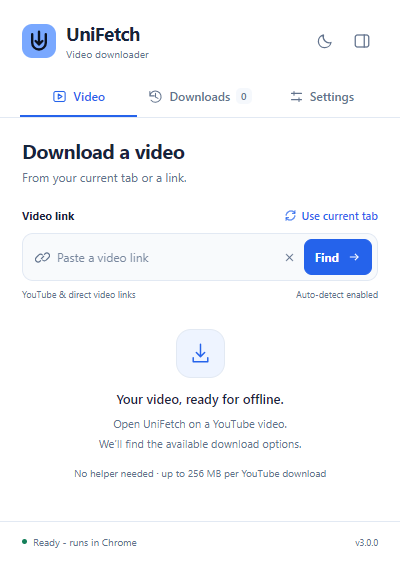 UniFetch
Video downloader
Video
Downloads 0
Settings
Download a video
From your current tab or a link.
Video link
Use current tab
Paste a video link
Find
YouTube & direct video links
Auto-detect enabled
Your video, ready for offline.
Open UniFetch on a YouTube video.
We'll find the available download options.
No helper needed · up to 256 MB per YouTube download
Ready - runs in Chrome
v3.0.0